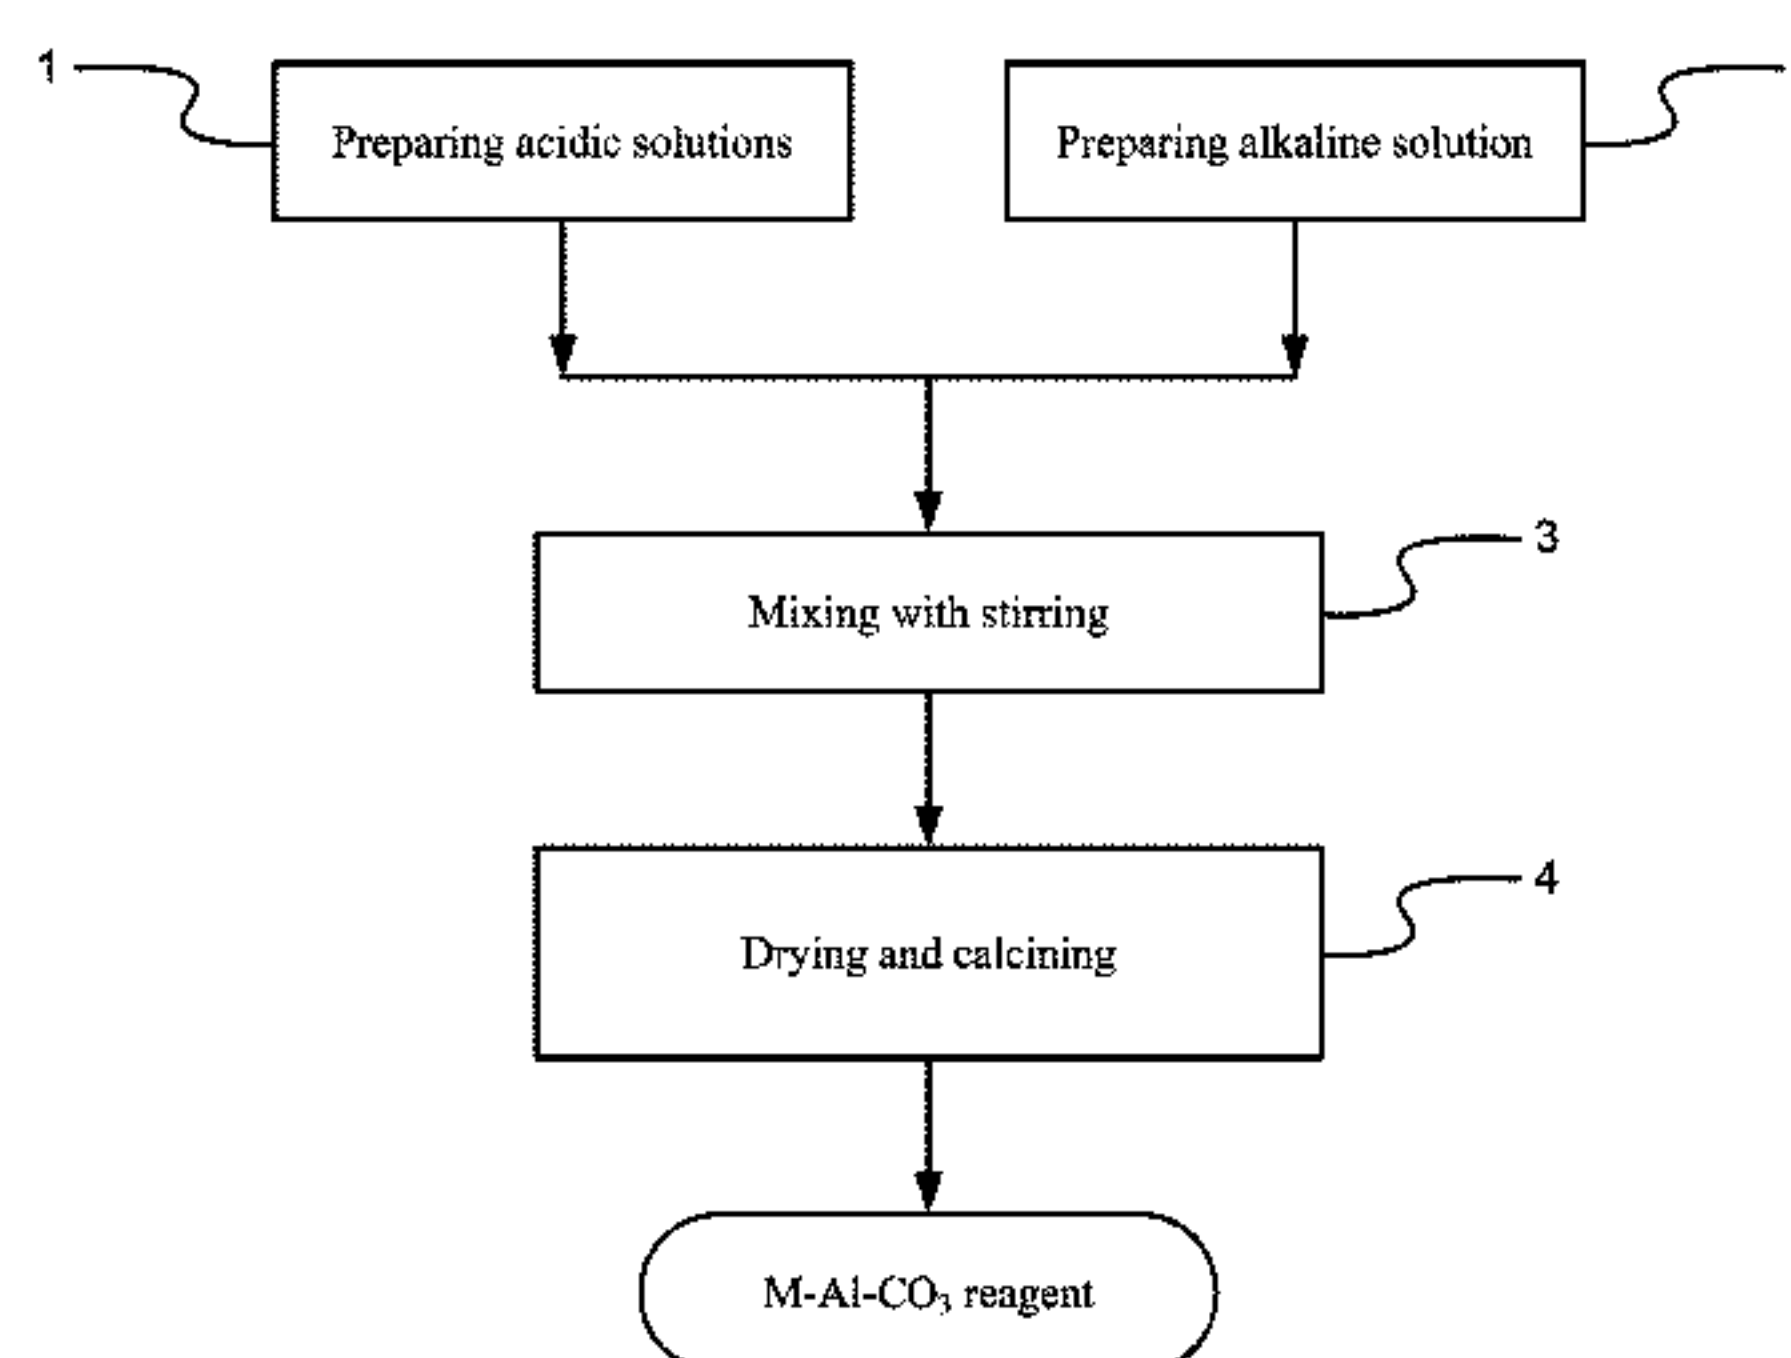 1
Preparing acidic solutions
Preparing alkaline solution
3
Mixing with stirring
4
Drying and calcining
M-Al-CO₃ reagent